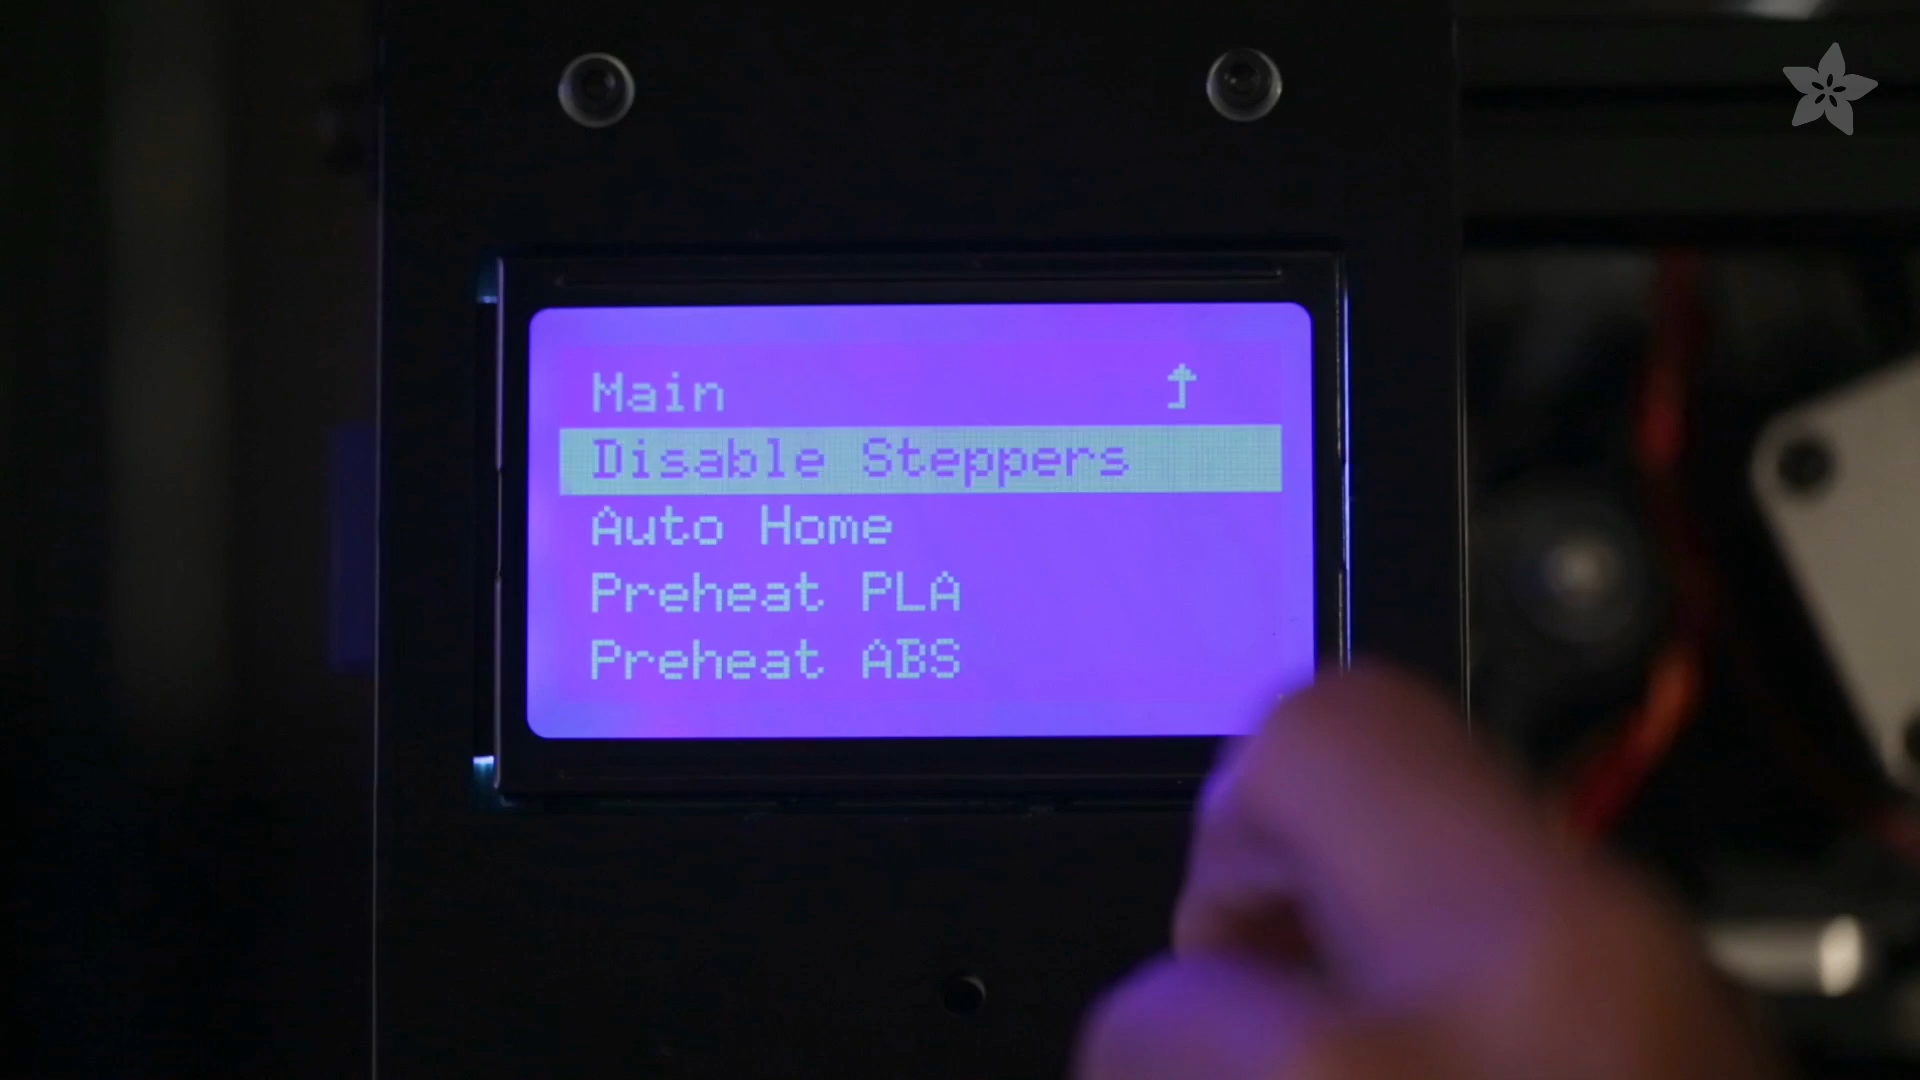 Main
Disable Steppers
Auto Home
Preheat PLA
Preheat ABS